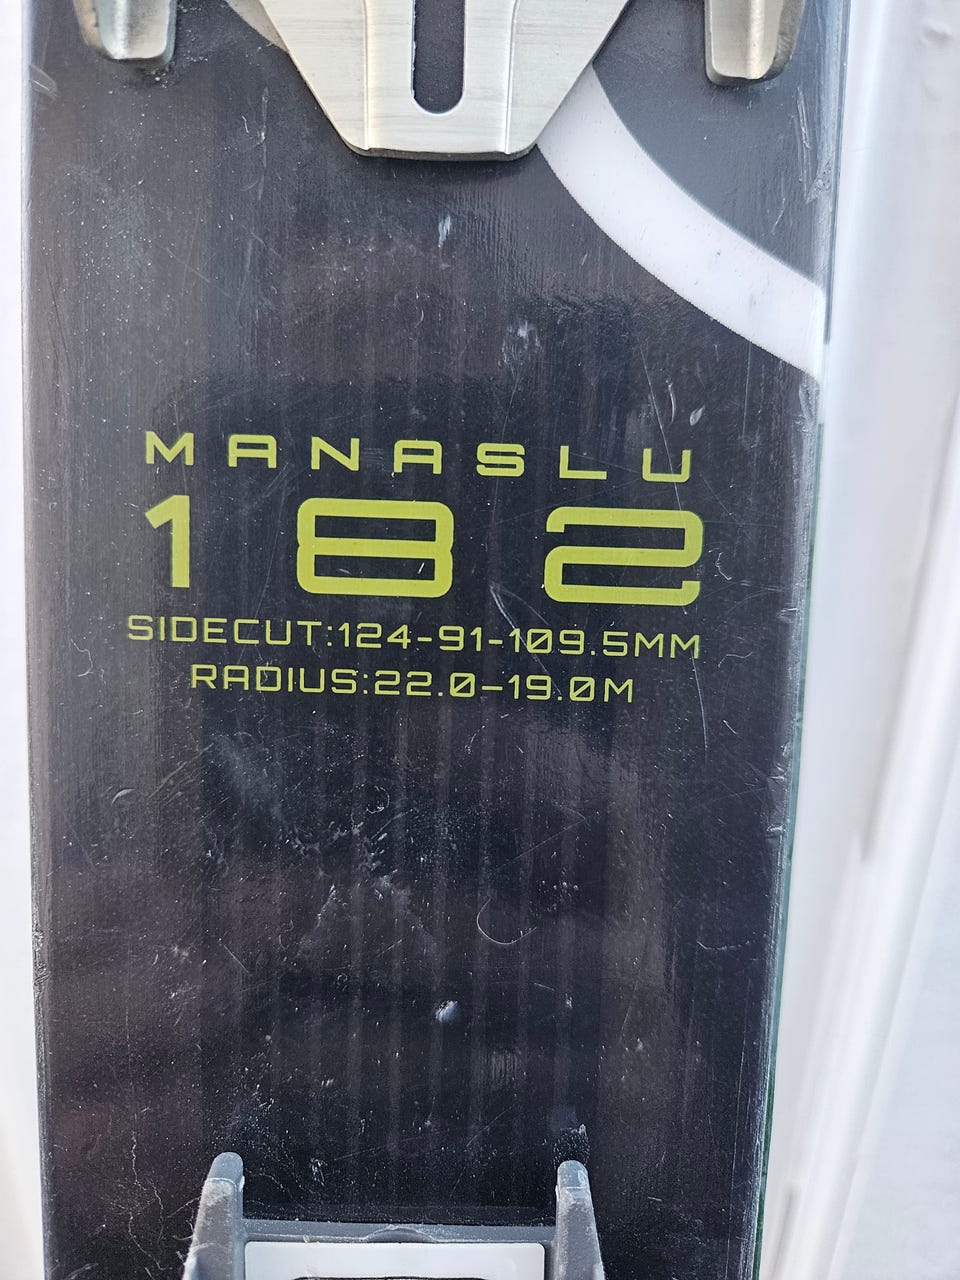 MANASLU
182
SIDECUT:124-91-109.5MM
RADIUS:22.0-19.0M